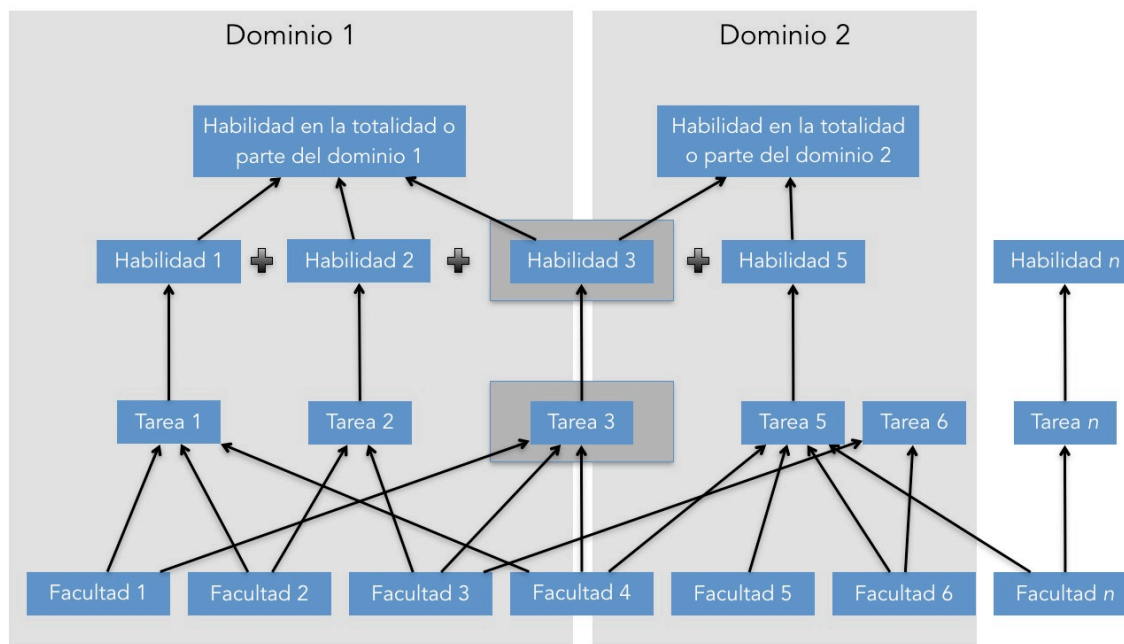 Dominio 1
Dominio 2
Habilidad en la totalidad o
parte del dominio 1
Habilidad en la totalidad
o parte del dominio 2
Habilidad 1
Habilidad 2
Habilidad 3
Habilidad 5
Habilidad n
Tarea 1
Tarea 2
Tarea 3
Tarea 5
Tarea 6
Tarea n
Facultad 1
Facultad 2
Facultad 3
Facultad 4
Facultad 5
Facultad 6
Facultad n